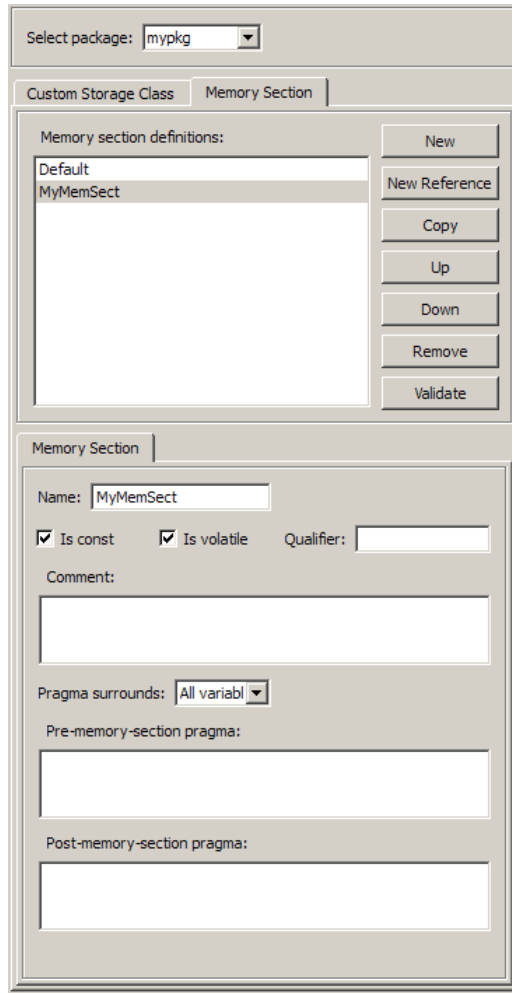 Select package: mypkg
Custom Storage Class Memory Section
Memory section definitions:
New
Default
MyMemSect
New Reference
Copy
Up
Down
Remove
Validate
Memory Section
Name: MyMemSect
Is const Is volatile Qualifier:
Comment:
Pragma surrounds: All variabl
Pre-memory-section pragma:
Post-memory-section pragma: